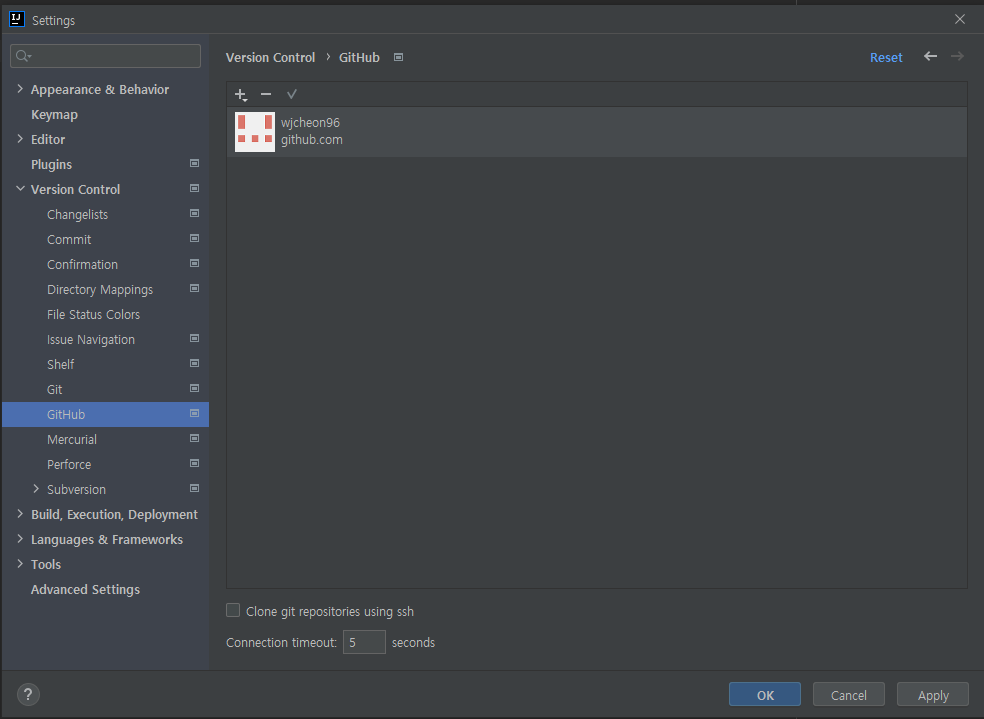 IJ
Settings
Appearance & Behavior
Keymap
Editor
Plugins
Version Control
Changelists
Commit
Confirmation
Directory Mappings
File Status Colors
Issue Navigation
Shelf
Git
GitHub
Mercurial
Perforce
Subversion
Build, Execution, Deployment
Languages & Frameworks
Tools
Advanced Settings
Version Control › GitHub
Reset
wjcheon96
github.com
Clone git repositories using ssh
Connection timeout: 5 seconds
?
OK
Cancel
Apply